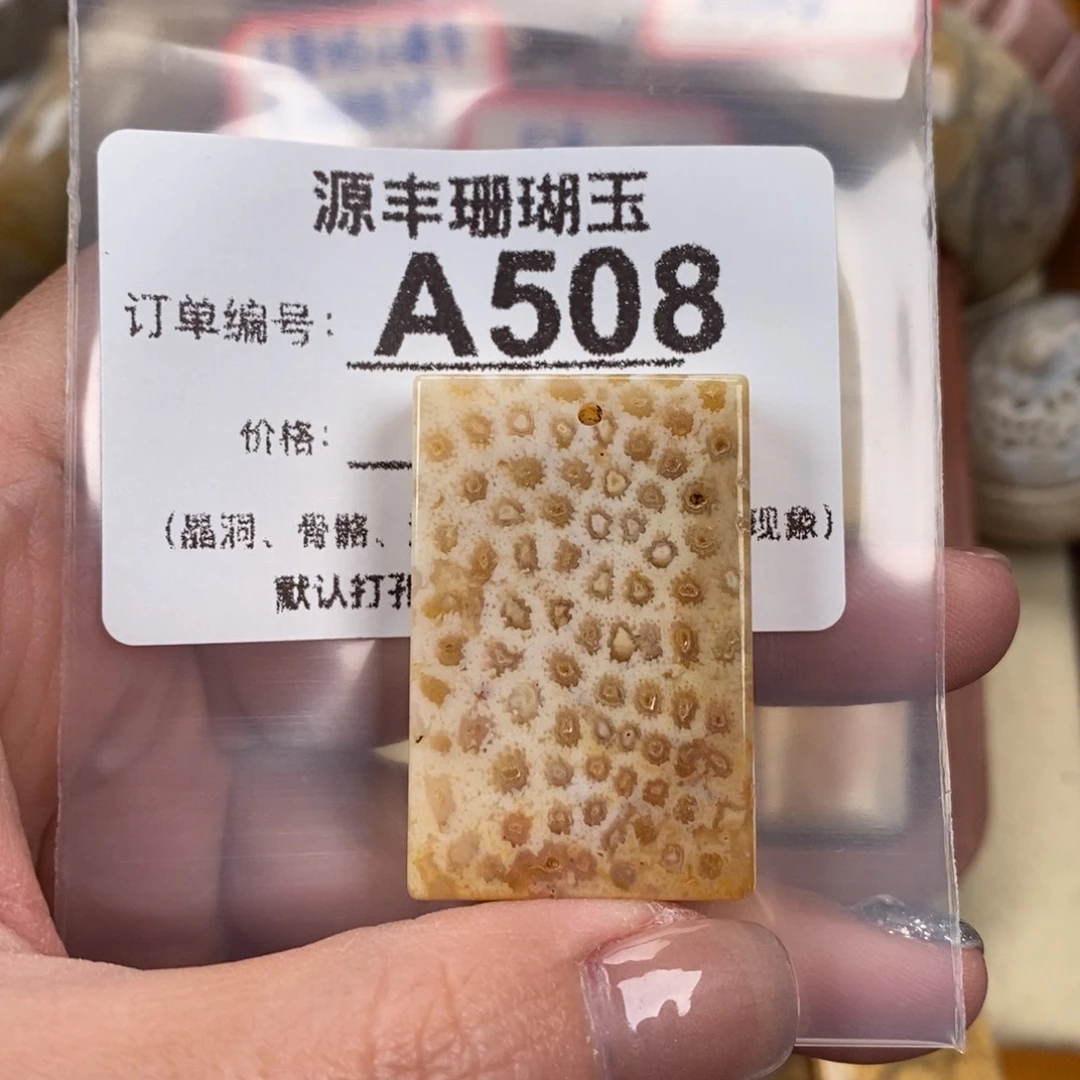 源丰珊瑚玉
订单编号: A508
价格:
(晶洞、骨骼、 现象)
默认打孔